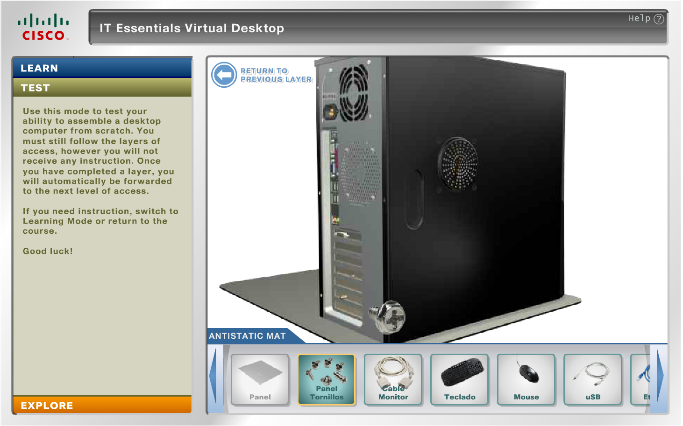 CISCO
IT Essentials Virtual Desktop
Help ?
LEARN
TEST
Use this mode to test your
ability to assemble a desktop
computer from scratch. You
must still follow the layers of
access, however you will not
receive any instruction. Once
you have completed a layer, you
will automatically be forwarded
to the next level of access.
If you need instruction, switch to
Learning Mode or return to the
course.
Good luck!
EXPLORE
RETURN TO
PREVIOUS LAYER
ANTISTATIC MAT
Panel
Panel
Tornillos
Cable
Monitor
Teclado
Mouse
uSB
Et